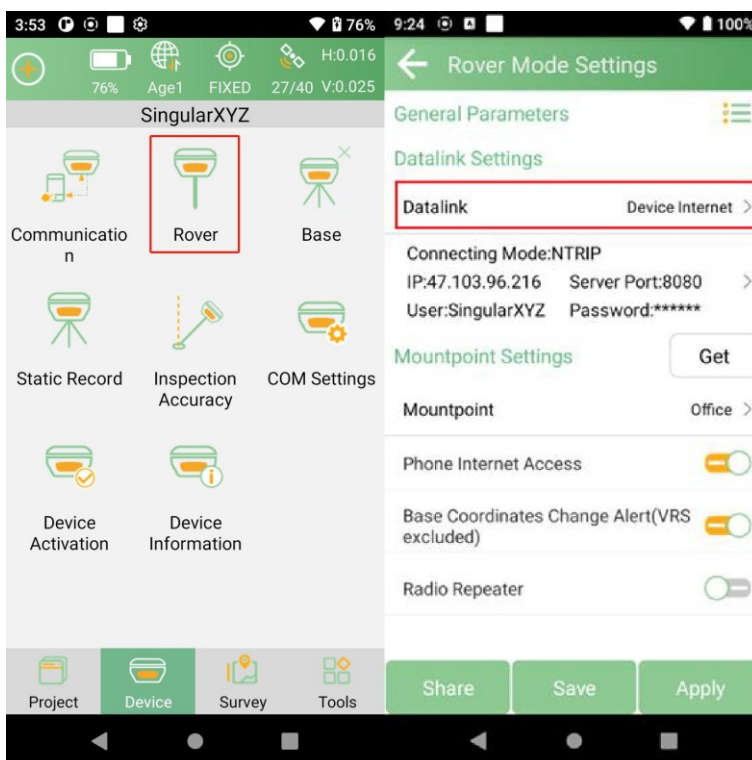 3:53
76%
H:0.016
76%
Age1
FIXED
27/40
V:0.025
SingularXYZ
Communicatio
n
Rover
Base
Static Record
Inspection
Accuracy
COM Settings
Device
Activation
Device
Information
Project
Device
Survey
Tools
9:24
100%
Rover Mode Settings
General Parameters
Datalink Settings
Datalink
Device Internet
Connecting Mode:NTRIP
IP:47.103.96.216 Server Port:8080
User:SingularXYZ Password:******
Mountpoint Settings
Get
Mountpoint
Office
Phone Internet Access
Base Coordinates Change Alert(VRS
excluded)
Radio Repeater
Share
Save
Apply